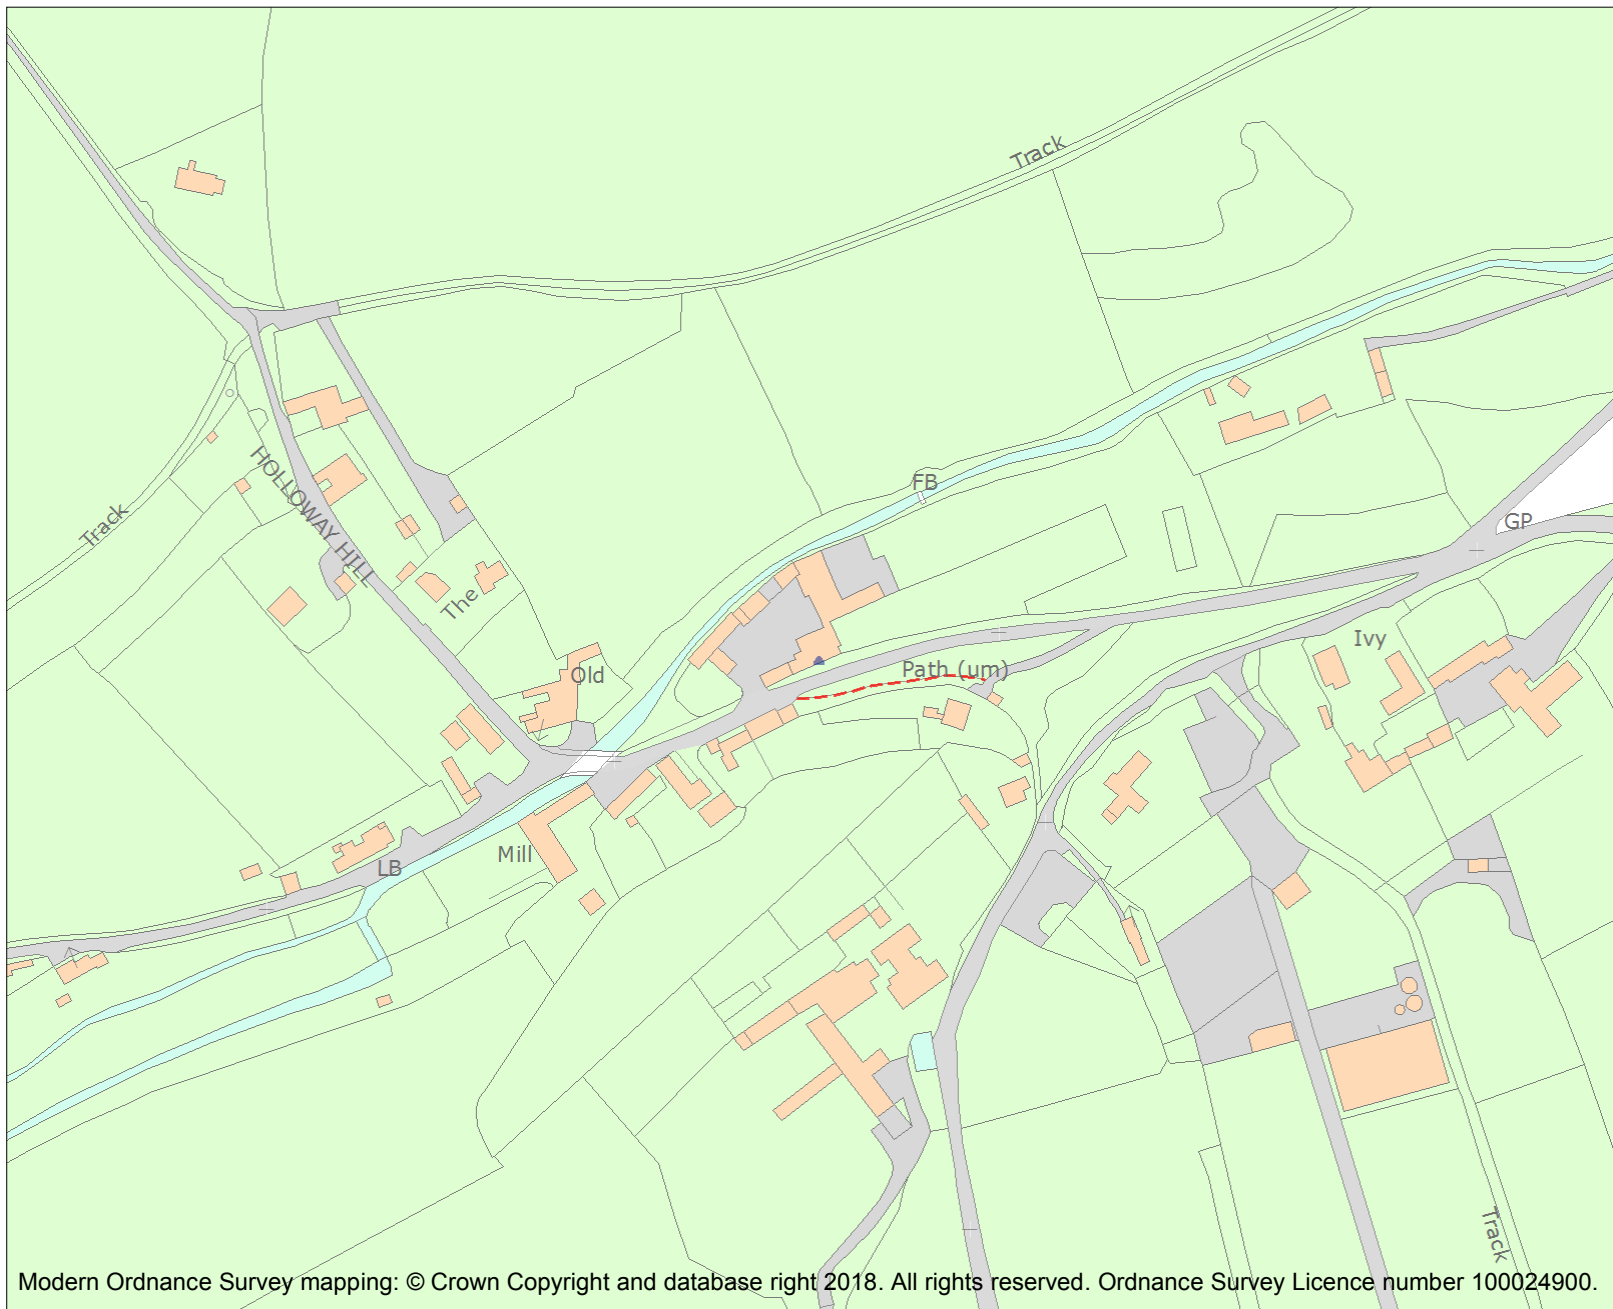 Track
FB
HOLLOWAY HILL
Track
GP
The
Ivy
Path (um)
Old
Mill
LB
Track
Modern Ordnance Survey mapping: © Crown Copyright and database right 2018. All rights reserved. Ordnance Survey Licence number 100024900.